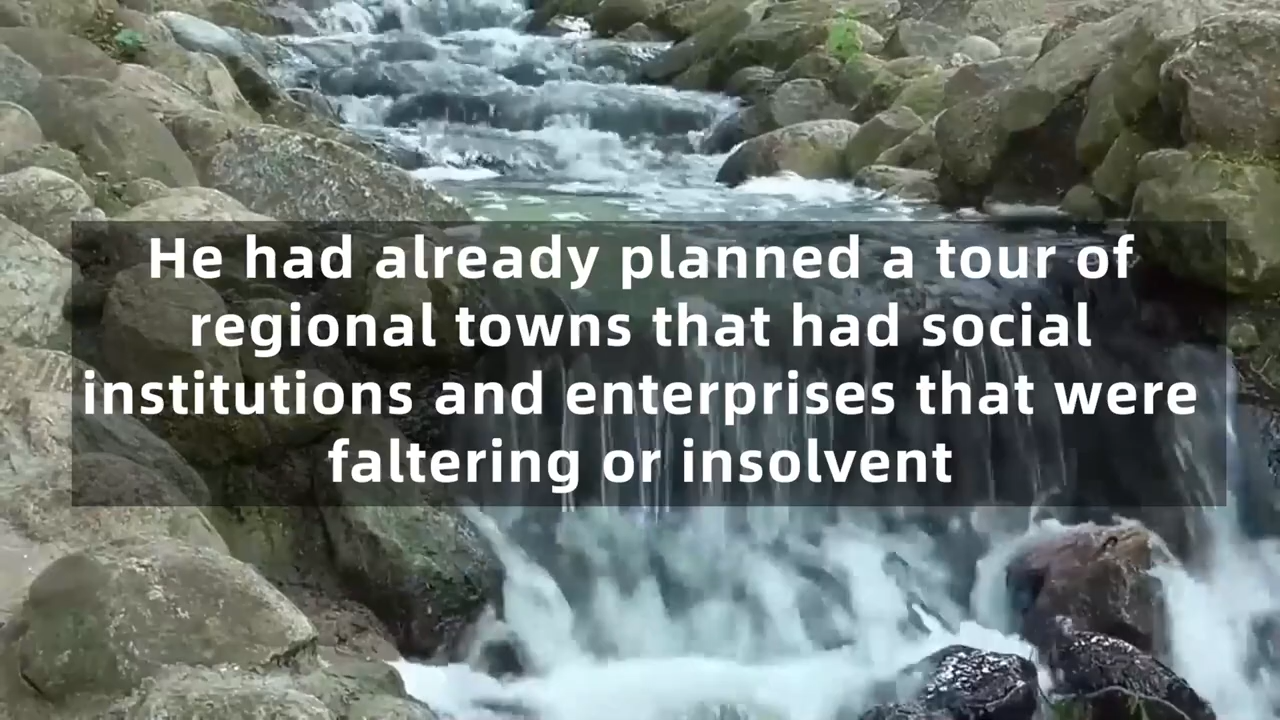 He had already planned a tour of
regional towns that had social
institutions and enterprises that were
faltering or insolvent